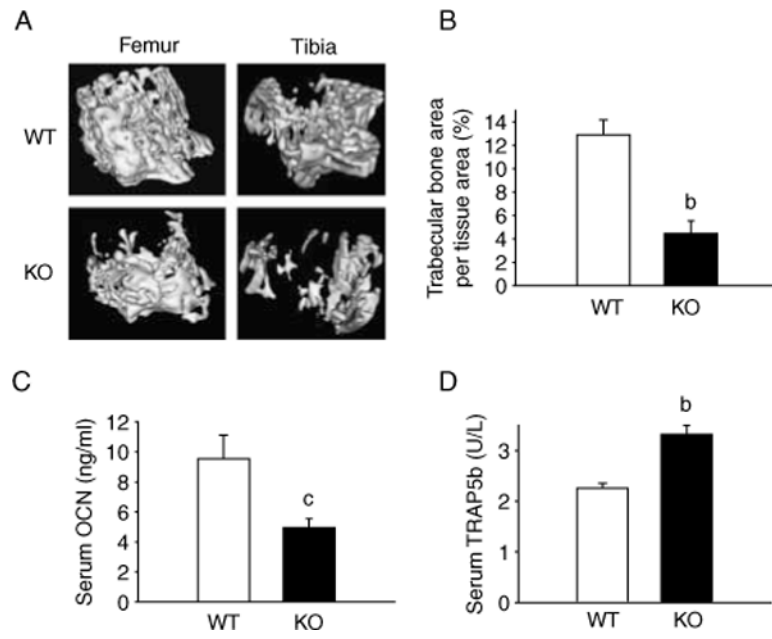 A
Femur
Tibia
WT
KO
B
Trabecular bone area
per tissue area (%)
14
12
10
8
6
4
2
0
b
WT
KO
C
Serum OCN (ng/ml)
12
10
8
6
4
2
0
c
WT
KO
D
Serum TRAP5b (U/L)
3
2
1
0
b
WT
KO